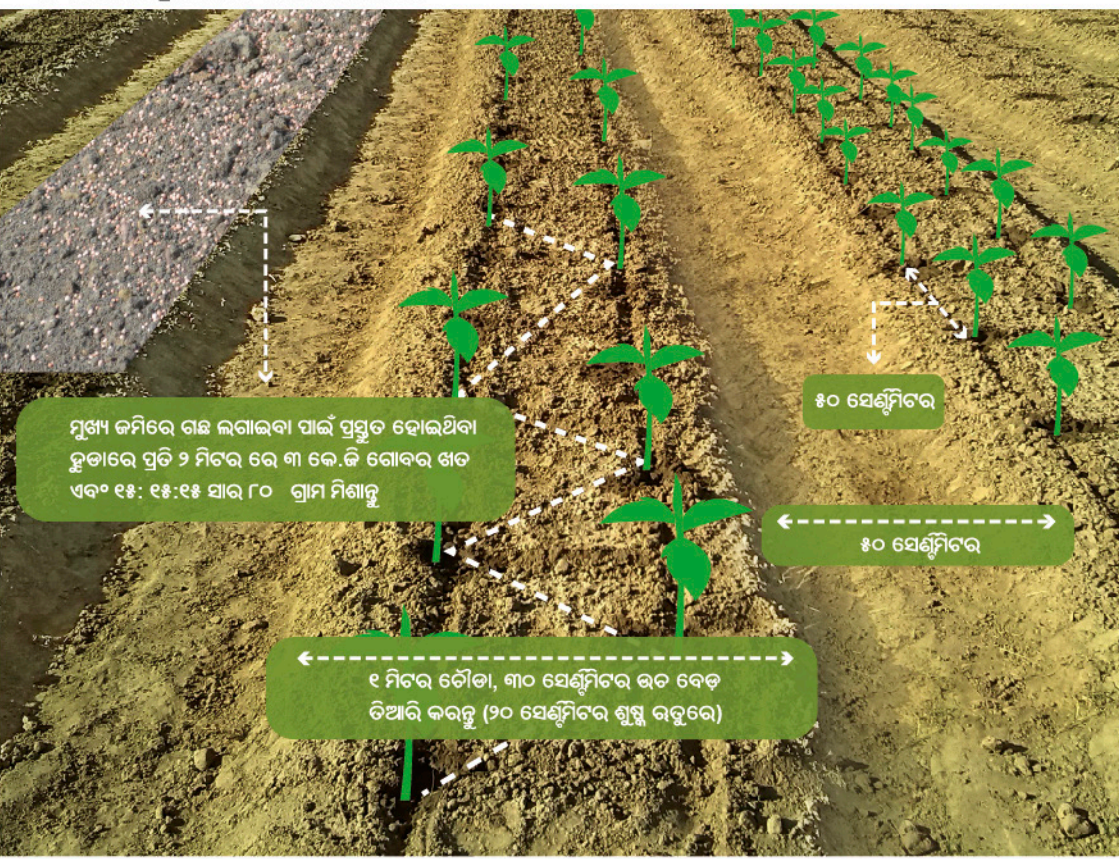 ମୁଖ୍ୟ ଜମିରେ ଗଛ ଲଗାଇବା ପାଇଁ ପ୍ରସ୍ତୁତ ହୋଇଥିବା
ହୁଡାରେ ପ୍ରତି ୨ ମିଟର ରେ ୩ କେ.ଜି ଗୋବର ଖତ
ଏବଂ ୧୫: ୧୫:୧୫ ସାର ୮୦ ଗ୍ରାମ ମିଶାନ୍ତୁ
୫୦ ସେଣ୍ଟିମିଟର
୫୦ ସେଣ୍ଟିମିଟର
୧ ମିଟର ଚୌଡା, ୩୦ ସେଣ୍ଟିମିଟର ଉଚ ବେଡ଼
ତିଆରି କରନ୍ତୁ (୨୦ ସେଣ୍ଟିମିଟର ଶୁଷ୍କ ଋତୁରେ)